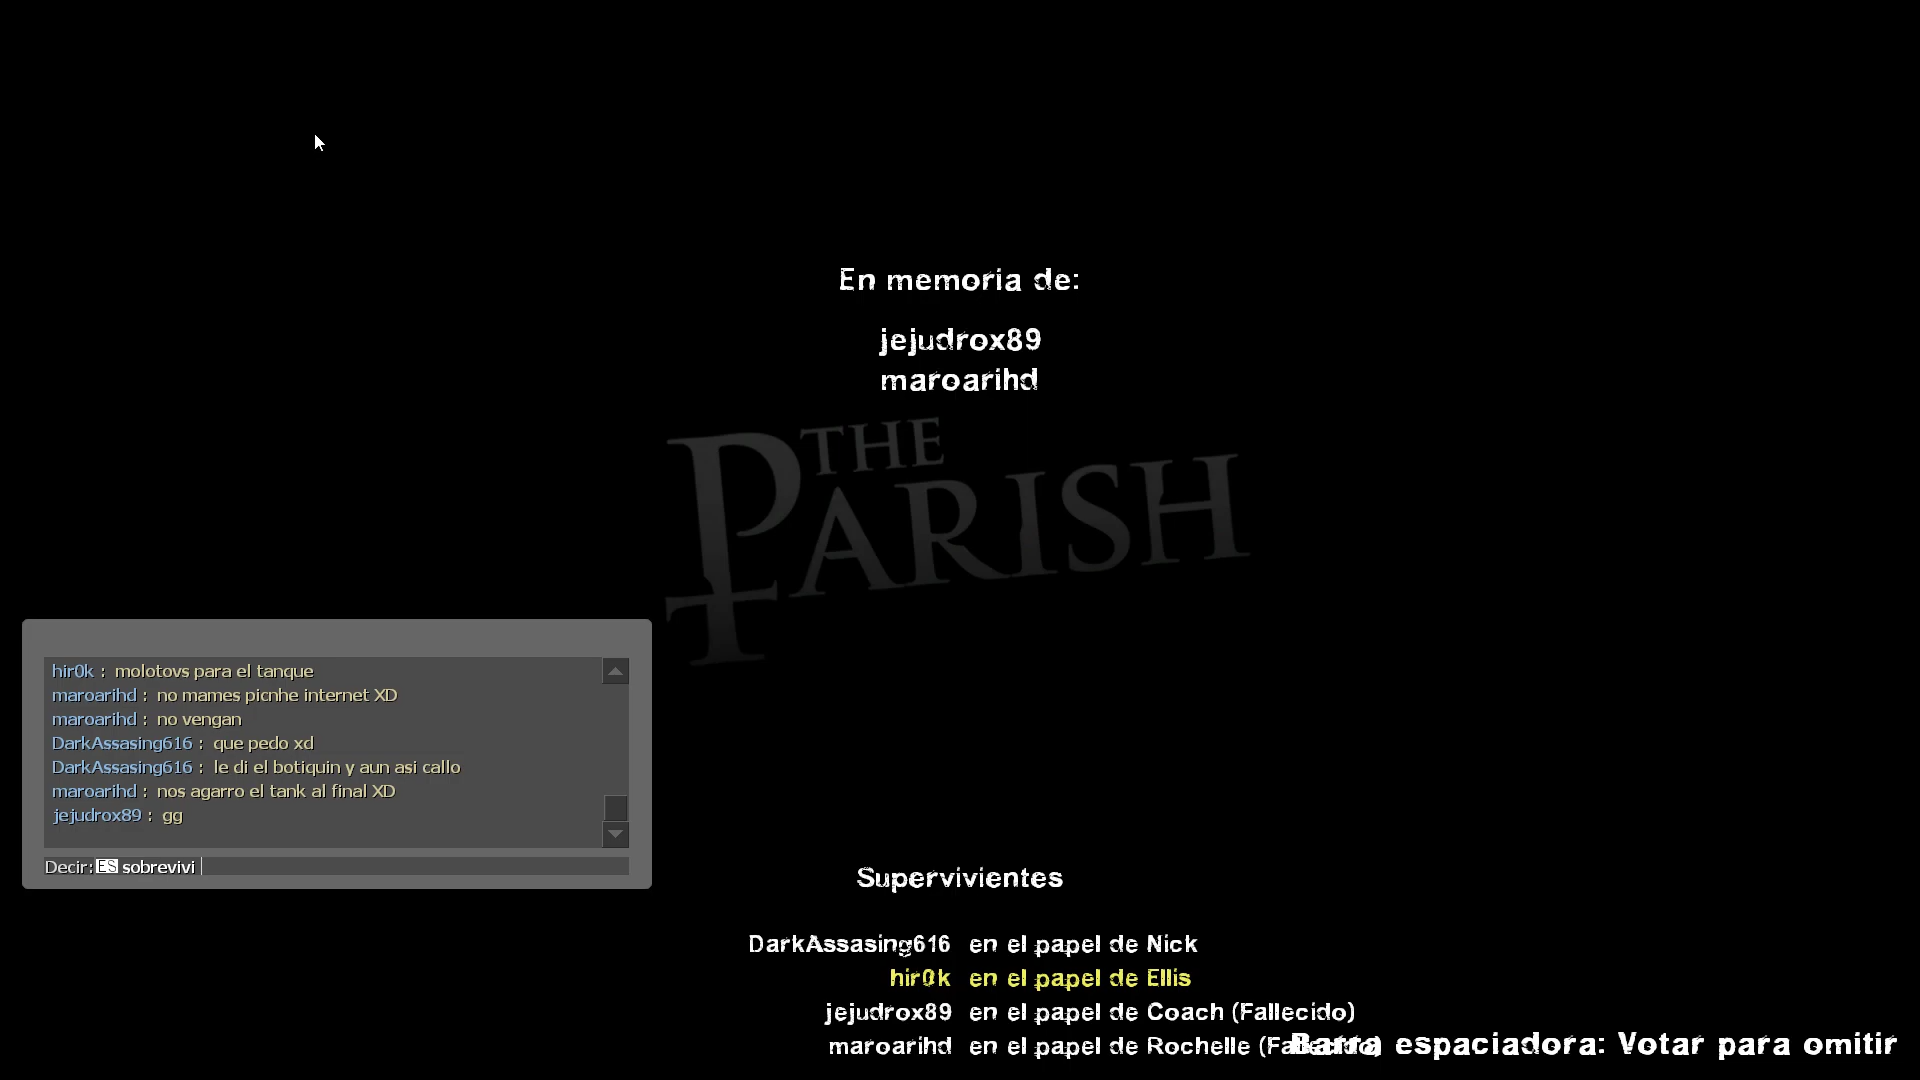 En memoria de:
jejudrox89
maroarihd
THE
PARISH
hir0k : molotovs para el tanque
maroarihd : no mames picnhe internet XD
maroarihd : no vengan
DarkAssasing616 : que pedo xd
DarkAssasing616 : le di el botiquin y aun asi callo
maroarihd : nos agarro el tank al final XD
jejudrox89 : gg
Decir: ES sobrevivi
Supervivientes
DarkAssasing616 en el papel de Nick
hir0k en el papel de Ellis
jejudrox89 en el papel de Coach (Fallecido)
maroarihd en el papel de Rochelle (Fallecido)
Barra espaciadora: Votar para omitir